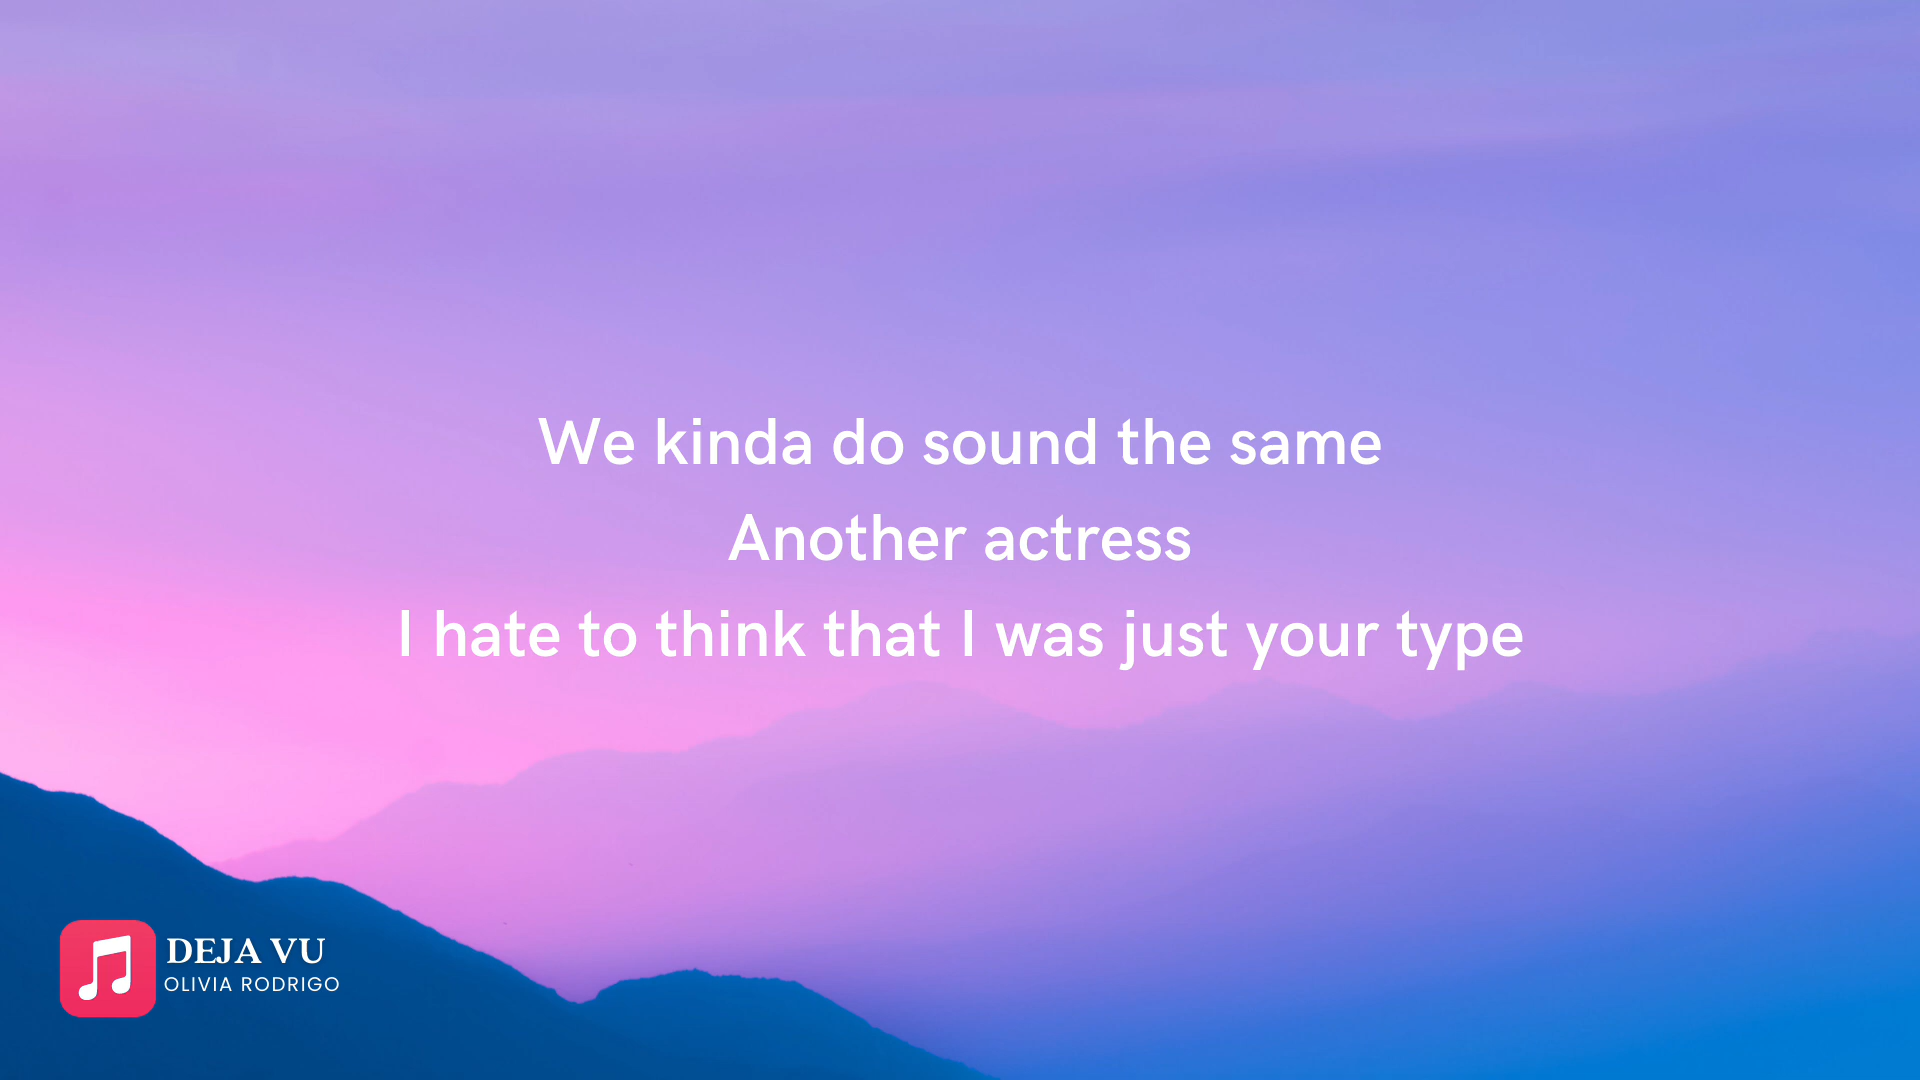 We kinda do sound the same
Another actress
I hate to think that I was just your type
DEJA VU
OLIVIA RODRIGO